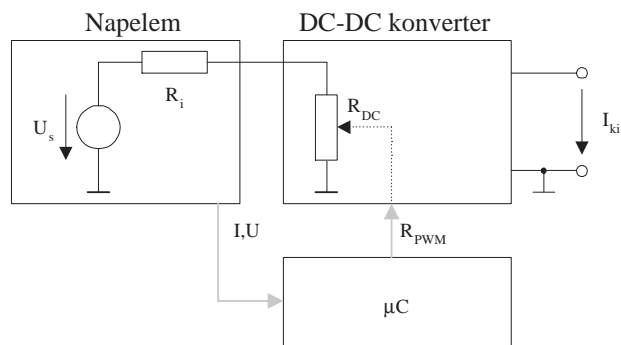 Napelem
DC-DC konverter
R_i
R_DC
U_s
I_ki
I,U
R_PWM
µC